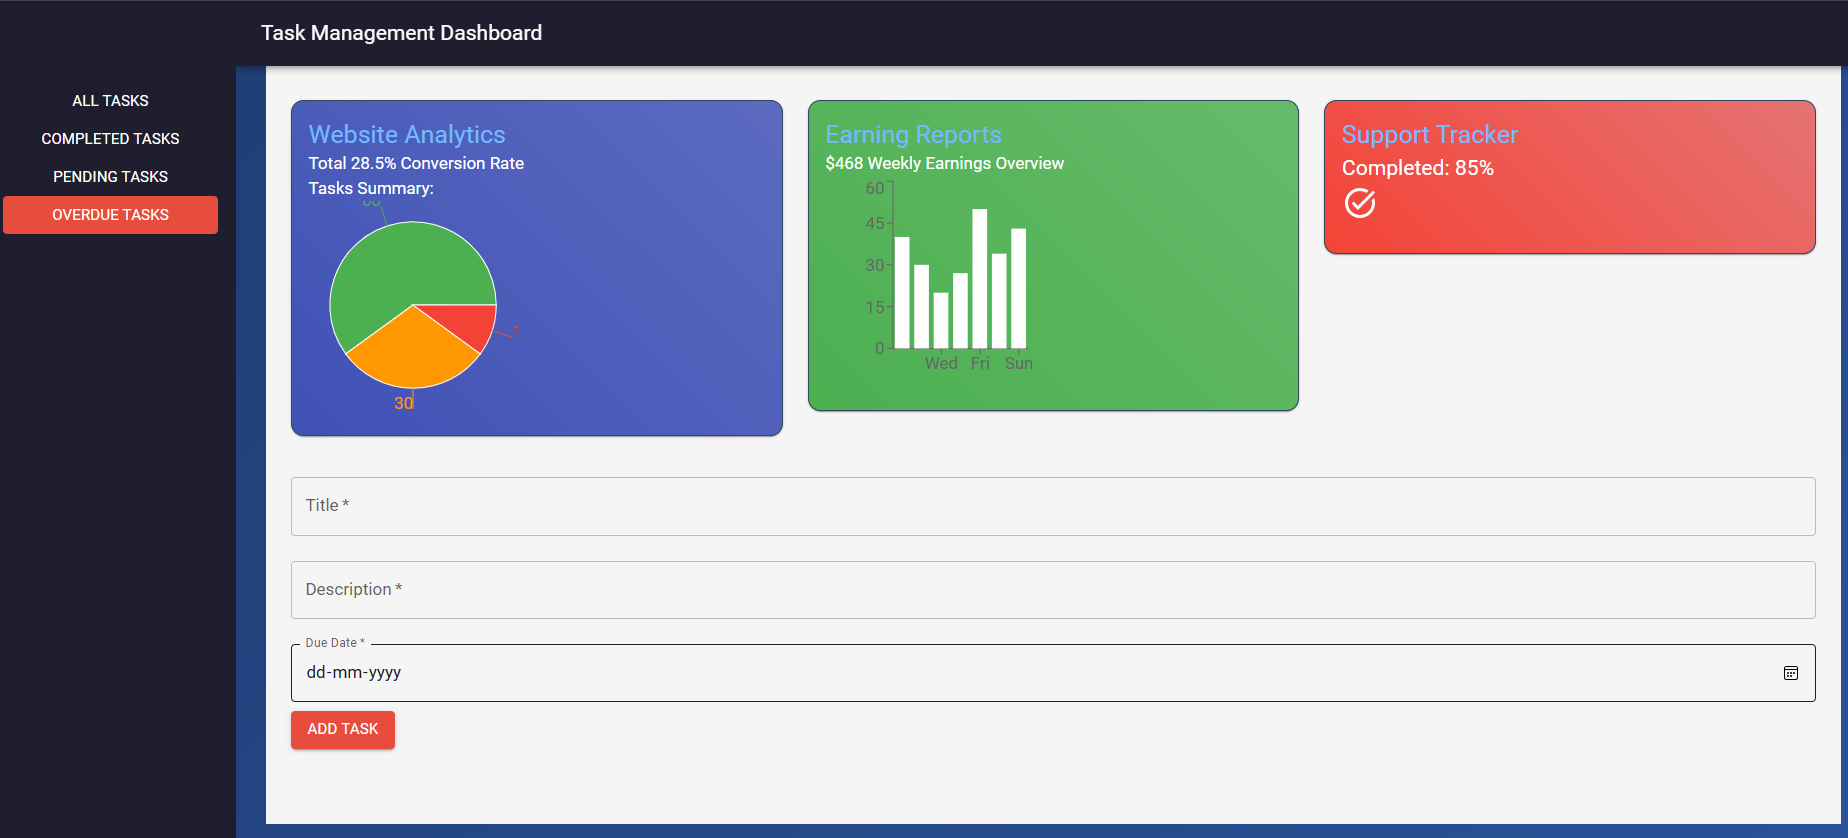 Task Management Dashboard
ALL TASKS
COMPLETED TASKS
PENDING TASKS
OVERDUE TASKS
Website Analytics
Total 28.5% Conversion Rate
Tasks Summary:
30
Earning Reports
$468 Weekly Earnings Overview
60
45
30
15
0
Wed Fri Sun
Support Tracker
Completed: 85%
Title *
Description *
Due Date *
dd-mm-yyyy
ADD TASK